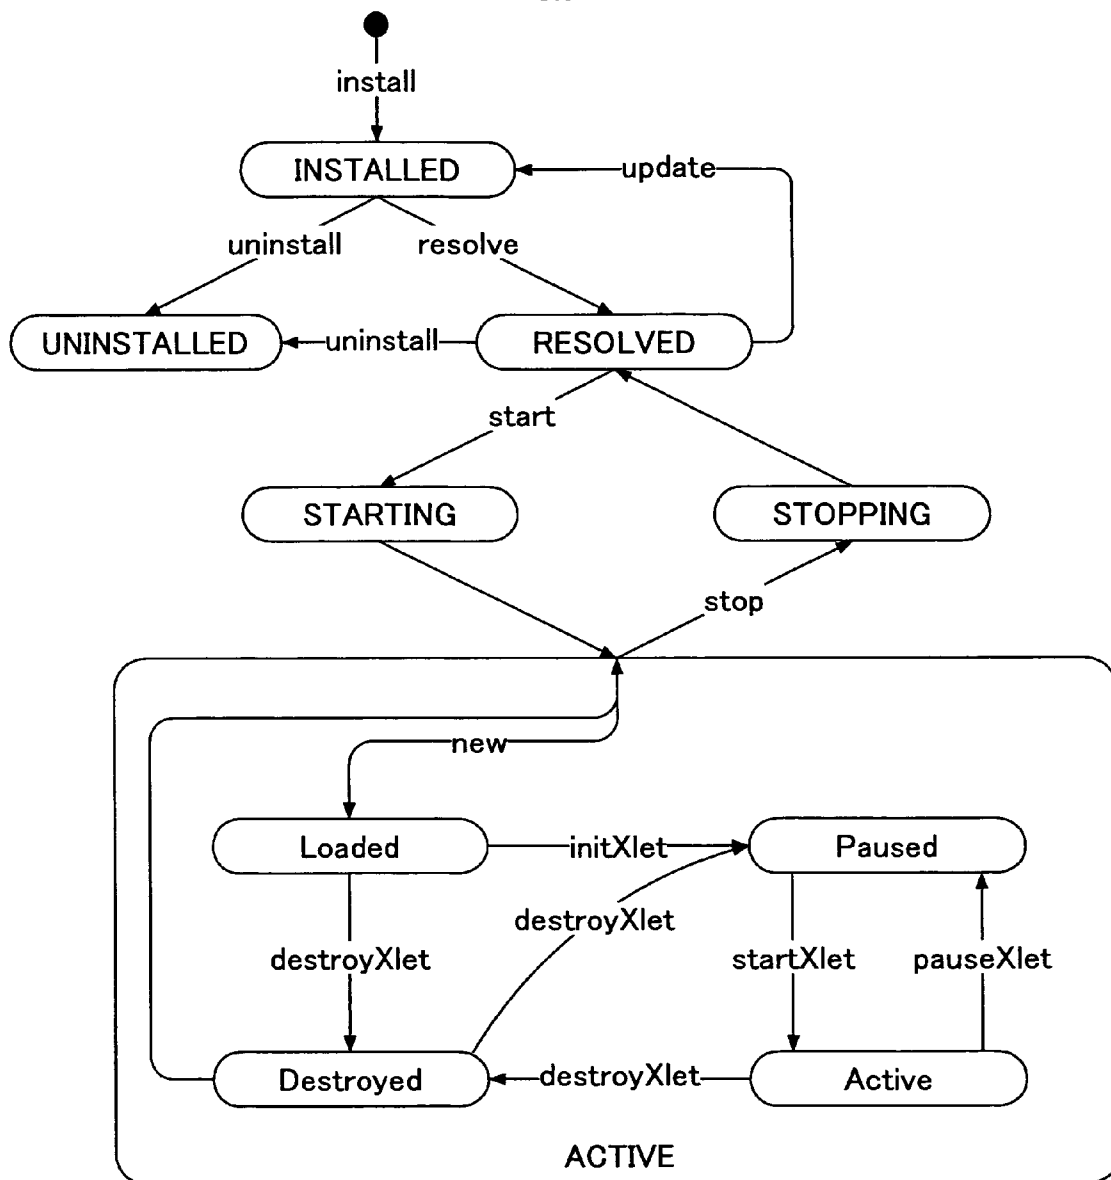 install
INSTALLED
update
uninstall
resolve
UNINSTALLED
uninstall
RESOLVED
start
STARTING
STOPPING
stop
new
Loaded
initXlet
Paused
destroyXlet
destroyXlet
startXlet
pauseXlet
Destroyed
destroyXlet
Active
ACTIVE